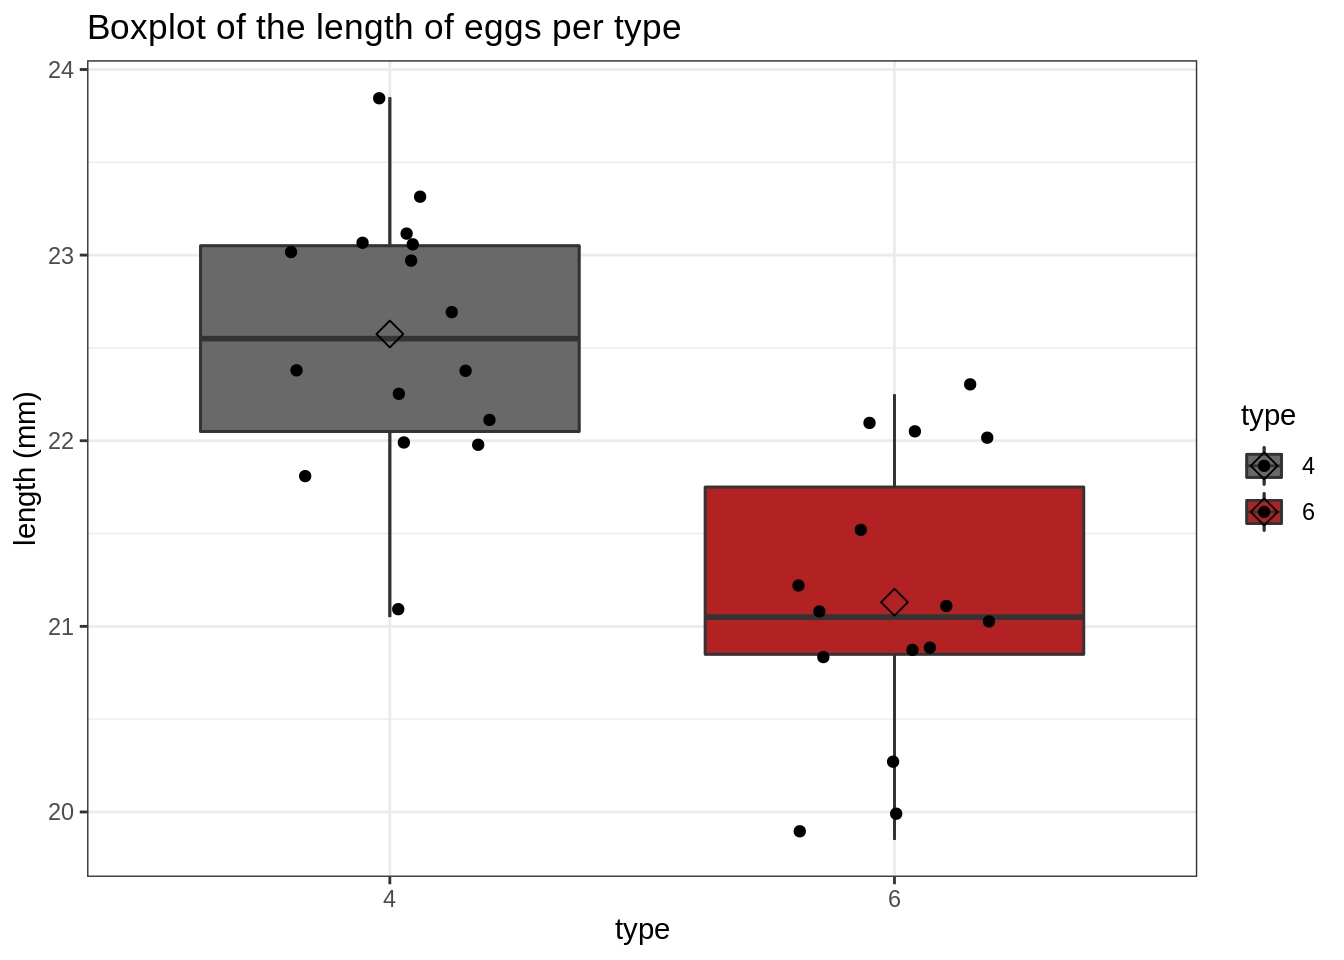 Boxplot of the length of eggs per type
24
23
22
21
20
length (mm)
4
6
type
type
4
6